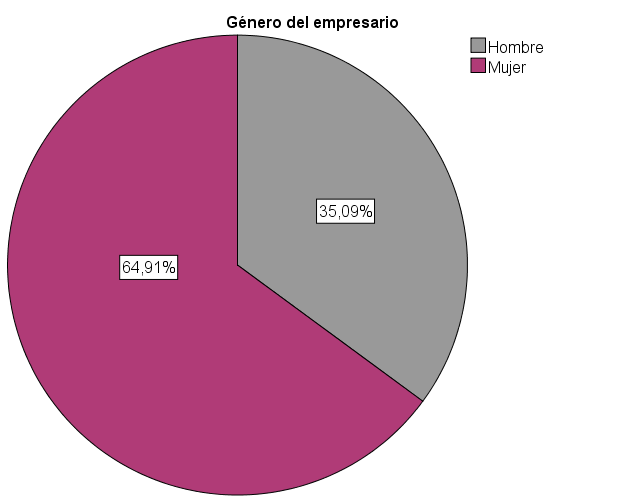 Género del empresario
Hombre
Mujer
35,09%
64,91%